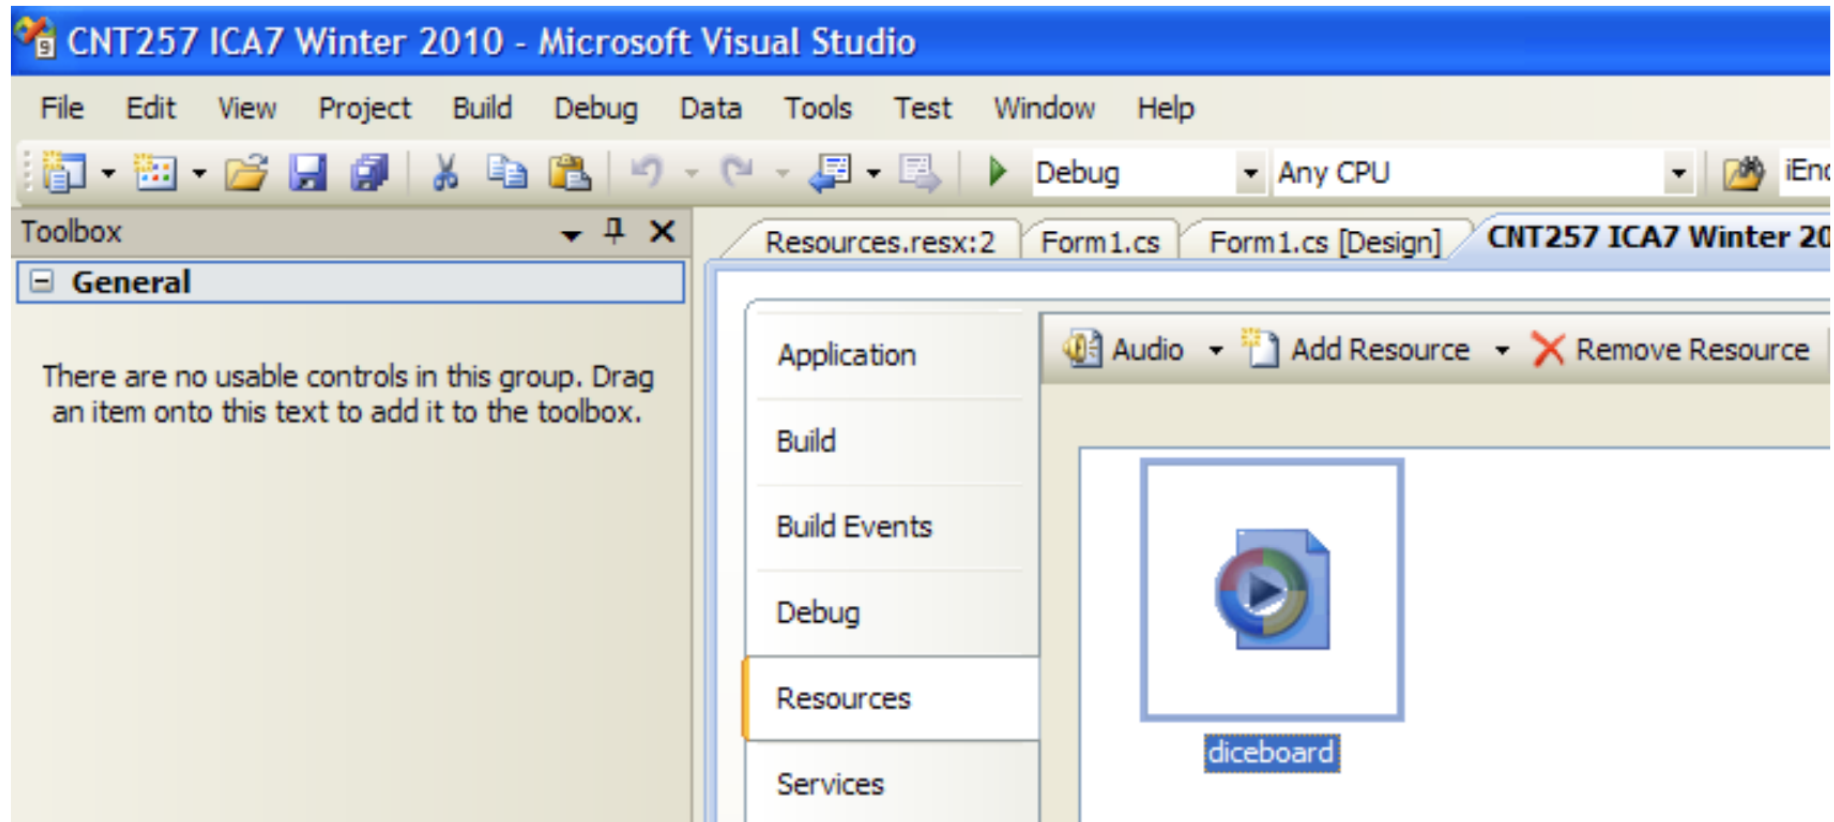 CNT257 ICA7 Winter 2010 - Microsoft Visual Studio
File Edit View Project Build Debug Data Tools Test Window Help
Debug Any CPU iEnc
Toolbox
Resources.resx:2 Form1.cs Form1.cs [Design] CNT257 ICA7 Winter 20
General
Application
Audio Add Resource Remove Resource
There are no usable controls in this group. Drag
an item onto this text to add it to the toolbox.
Build
Build Events
Debug
Resources
diceboard
Services